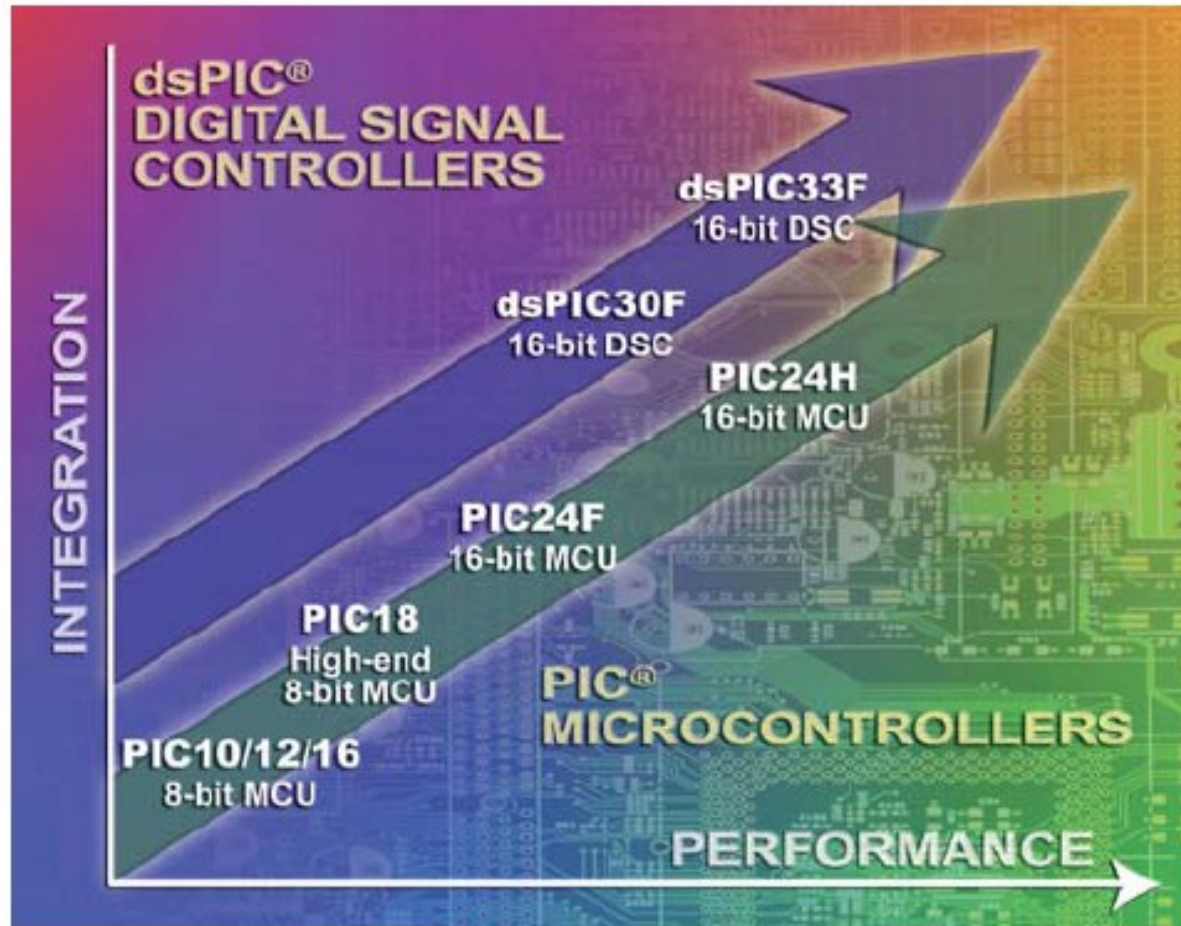 dsPIC®
DIGITAL SIGNAL
CONTROLLERS
dsPIC33F
16-bit DSC
dsPIC30F
16-bit DSC
PIC24H
16-bit MCU
PIC24F
16-bit MCU
PIC18
High-end
8-bit MCU
PIC10/12/16
8-bit MCU
PIC®
MICROCONTROLLERS
INTEGRATION
PERFORMANCE